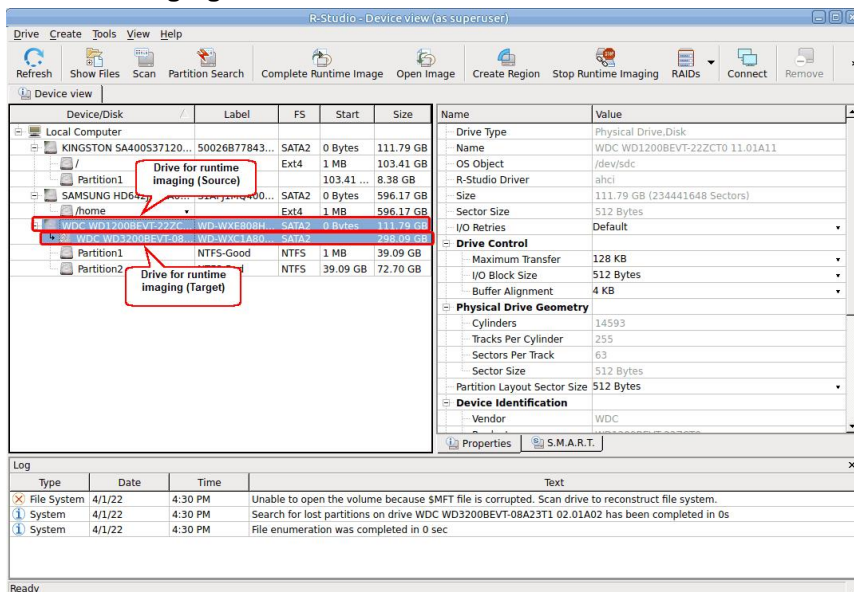 R-Studio - Device view (as superuser)
Drive Create Tools View Help
Refresh Show Files Scan Partition Search Complete Runtime Image Open Image Create Region Stop Runtime Imaging RAIDs Connect Remove »
Device view
Device/Disk Label FS Start Size
Local Computer
KINGSTON SA400S37120... 50026B77843... SATA2 0 Bytes 111.79 GB
/ Ext4 1 MB 103.41 GB
Partition1 103.41 ... 8.38 GB
Drive for runtime
imaging (Source)
SAMSUNG SATA2 0 Bytes 596.17 GB
/home Ext4 1 MB 596.17 GB
WDC WD1200BEVT-22ZC... WD-WXE808H... SATA2 0 Bytes 111.79 GB
WDC WD3200BEVT-08... WD-WXC1A80... SATA2 298.09 GB
Partition1 NTFS-Good NTFS 1 MB 39.09 GB
Partition2 NTFS 39.09 GB 72.70 GB
Drive for runtime
imaging (Target)
Name Value
Drive Type Physical Drive.Disk
Name WDC WD1200BEVT-22ZCT0 11.01A11
OS Object /dev/sdc
R-Studio Driver ahci
Size 111.79 GB (234441648 Sectors)
Sector Size 512 Bytes
I/O Retries Default
Drive Control
Maximum Transfer 128 KB
I/O Block Size 512 Bytes
Buffer Alignment 4 KB
Physical Drive Geometry
Cylinders 14593
Tracks Per Cylinder 255
Sectors Per Track 63
Sector Size 512 Bytes
Partition Layout Sector Size 512 Bytes
Device Identification
Vendor WDC
Properties S.M.A.R.T.
Log
Type Date Time Text
File System 4/1/22 4:30 PM Unable to open the volume because $MFT file is corrupted. Scan drive to reconstruct file system.
System 4/1/22 4:30 PM Search for lost partitions on drive WDC WD3200BEVT-08A23T1 02.01A02 has been completed in 0s
System 4/1/22 4:30 PM File enumeration was completed in 0 sec
Ready